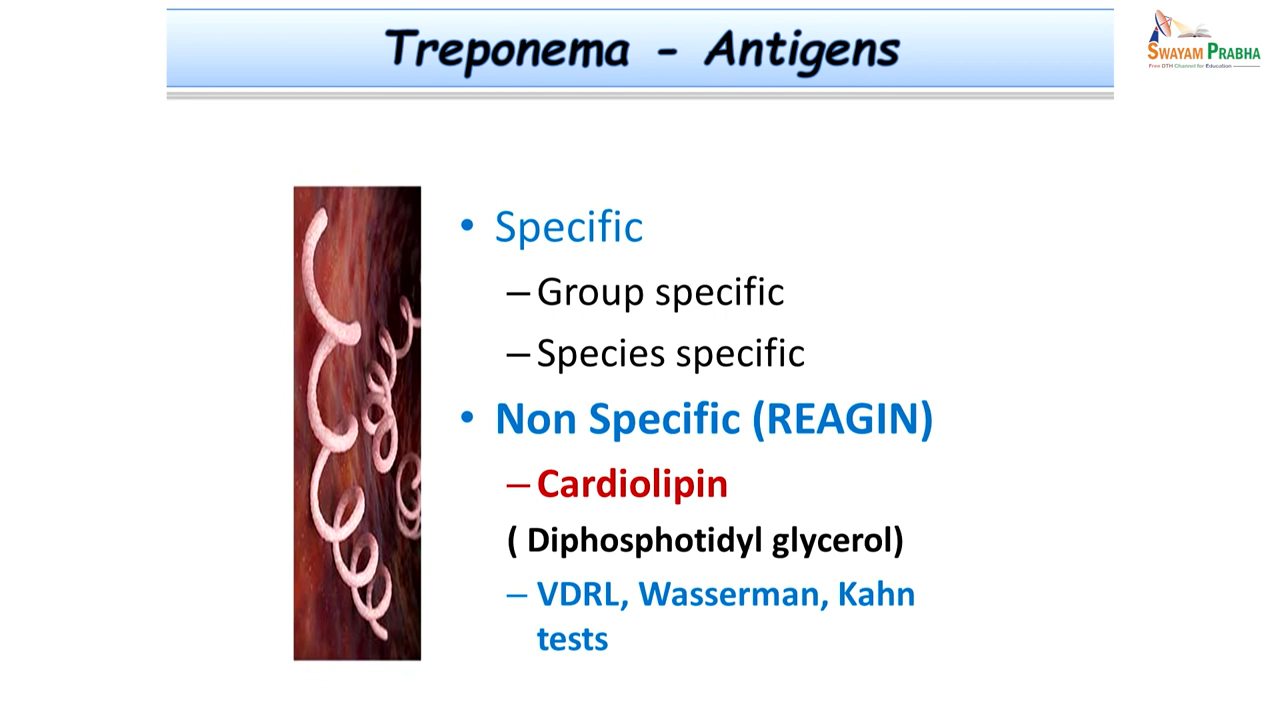 Treponema - Antigens
SWAYAM PRABHA
Free DTH Channel for Education
• Specific
– Group specific
– Species specific
• Non Specific (REAGIN)
– Cardiolipin
( Diphosphotidyl glycerol)
– VDRL, Wasserman, Kahn
tests